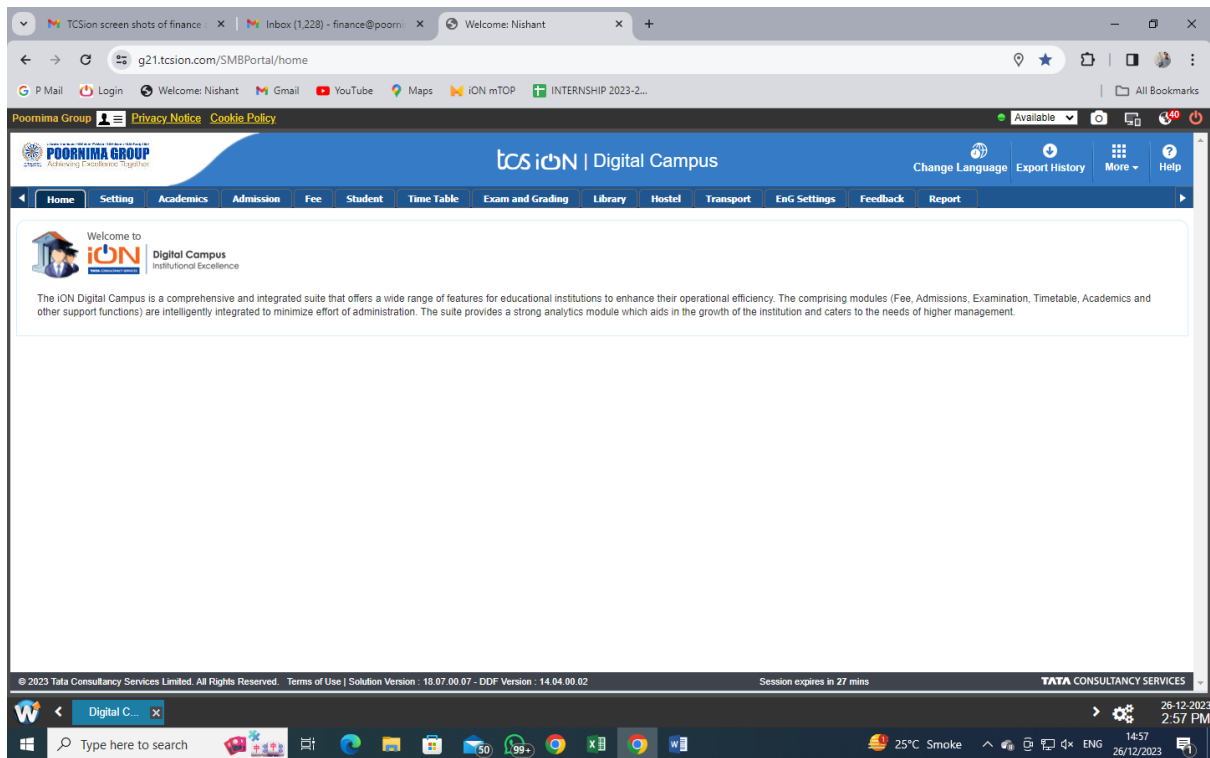 TCSion screen shots of finance
Inbox (1,228) - finance@poorni
Welcome: Nishant
g21.tcsion.com/SMBPortal/home
P Mail Login Welcome: Nishant Gmail YouTube Maps iON mTOP INTERNSHIP 2023-2... All Bookmarks
Poornima Group Privacy Notice Cookie Policy Available 40
POORNIMA GROUP
Achieving Excellence Together
tcs iON | Digital Campus
Change Language Export History More Help
Home Setting Academics Admission Fee Student Time Table Exam and Grading Library Hostel Transport EnG Settings Feedback Report
Welcome to
iON
TATA CONSULTANCY SERVICES
Digital Campus
Institutional Excellence
The iON Digital Campus is a comprehensive and integrated suite that offers a wide range of features for educational institutions to enhance their operational efficiency. The comprising modules (Fee, Admissions, Examination, Timetable, Academics and
other support functions) are intelligently integrated to minimize effort of administration. The suite provides a strong analytics module which aids in the growth of the institution and caters to the needs of higher management.
© 2023 Tata Consultancy Services Limited. All Rights Reserved. Terms of Use | Solution Version : 18.07.00.07 - DDF Version : 14.04.00.02 Session expires in 27 mins TATA CONSULTANCY SERVICES
Digital C...
26-12-2023
2:57 PM
Type here to search 50 99+ 25°C Smoke ENG
14:57
26/12/2023
1